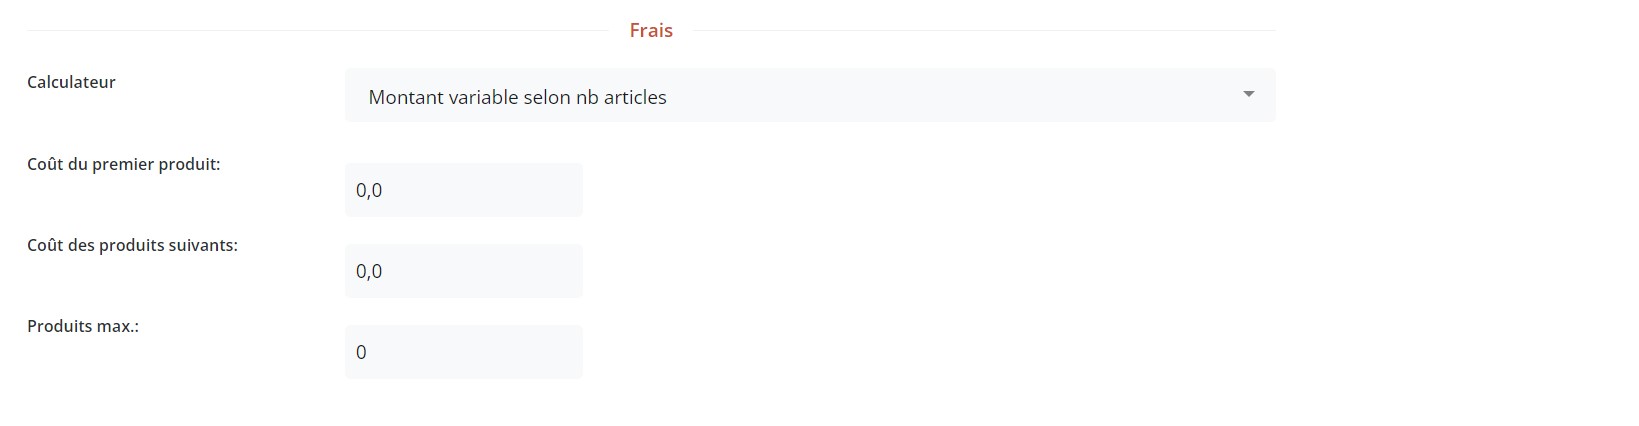 Frais
Calculateur
Montant variable selon nb articles
Coût du premier produit:
0,0
Coût des produits suivants:
0,0
Produits max.:
0